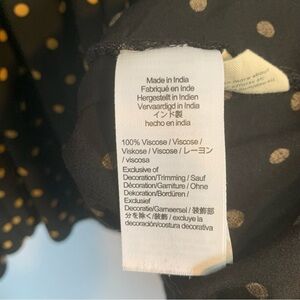 Made in India
Fabriqué en inde
Hergestellt in Indien
Vervaardigd in India
インド製
hecho en india
100% Viscose / Viscose /
Viskose / Viscose / レーヨン
/ viscosa
Exclusive of
Decoration/Trimming / Sauf
Décoration/Garniture / Ohne
Dekoration/Bordüren /
Exclusief
Decoratie/Garneersel / 装飾部
分を除く/ 装飾 / excluye la
decoración/costura decorativa